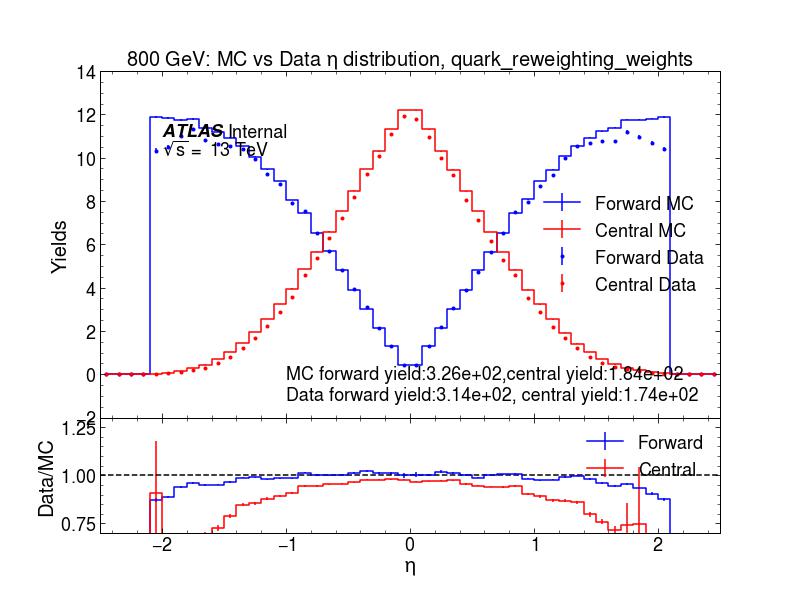 800 GeV: MC vs Data η distribution, quark_reweighting_weights
14
12
10
8
6
4
2
0
−2
Yields
ATLAS Internal
√s = 13 TeV
Forward MC
Central MC
Forward Data
Central Data
MC forward yield:3.26e+02,central yield:1.84e+02
Data forward yield:3.14e+02, central yield:1.74e+02
1.25
1.00
0.75
Data/MC
Forward
Central
−2 −1 0 1 2
η